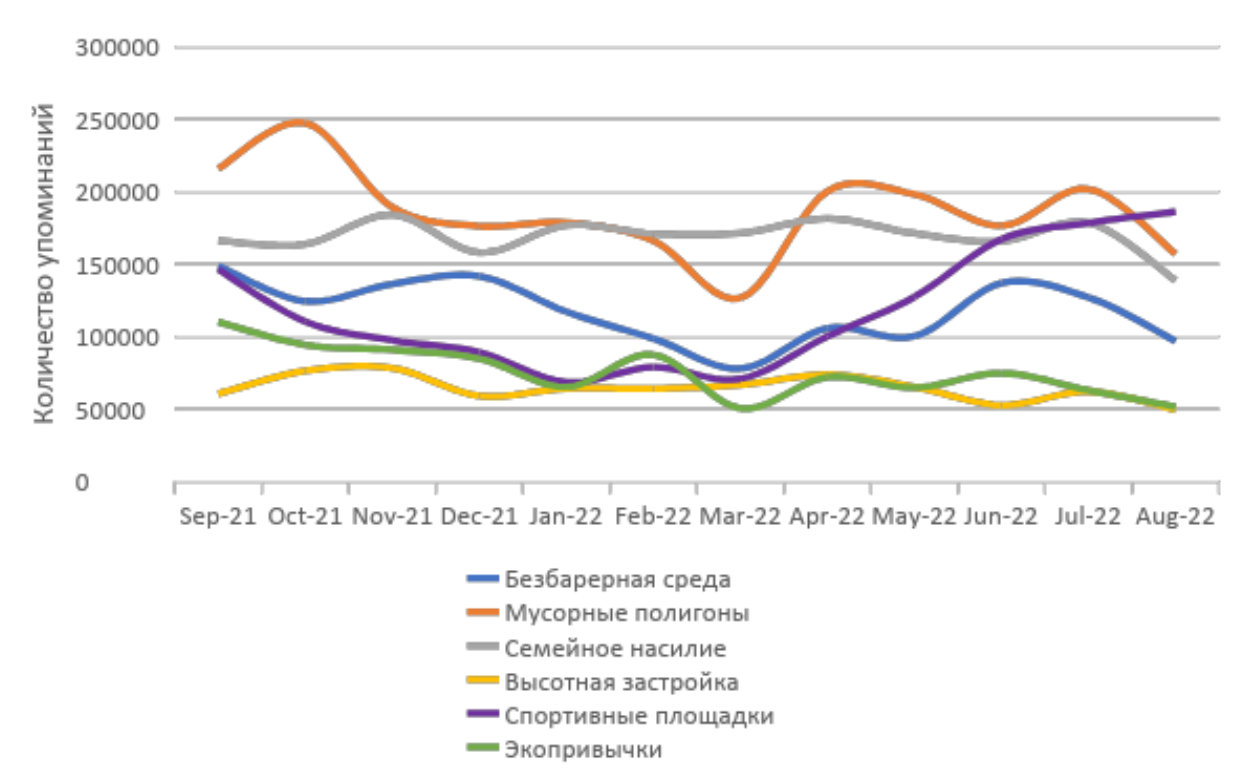 Количество упоминаний
300000
250000
200000
150000
100000
50000
0
Sep-21 Oct-21 Nov-21 Dec-21 Jan-22 Feb-22 Mar-22 Apr-22 May-22 Jun-22 Jul-22 Aug-22
Безбарерная среда
Мусорные полигоны
Семейное насилие
Высотная застройка
Спортивные площадки
Экопривычки